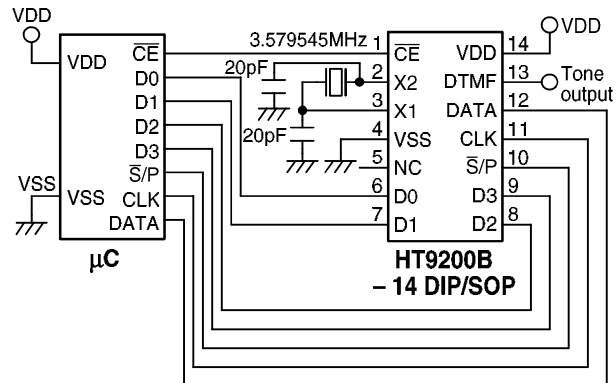 VDD
VDD
CE
D0
D1
D2
D3
S/P
CLK
DATA
VSS
VSS
µC
3.579545MHz
20pF
20pF
1
2
3
4
5
6
7
CE
X2
X1
VSS
NC
D0
D1
VDD
DTMF
DATA
CLK
S/P
D3
D2
14
13
12
11
10
9
8
VDD
Tone
output
HT9200B
– 14 DIP/SOP